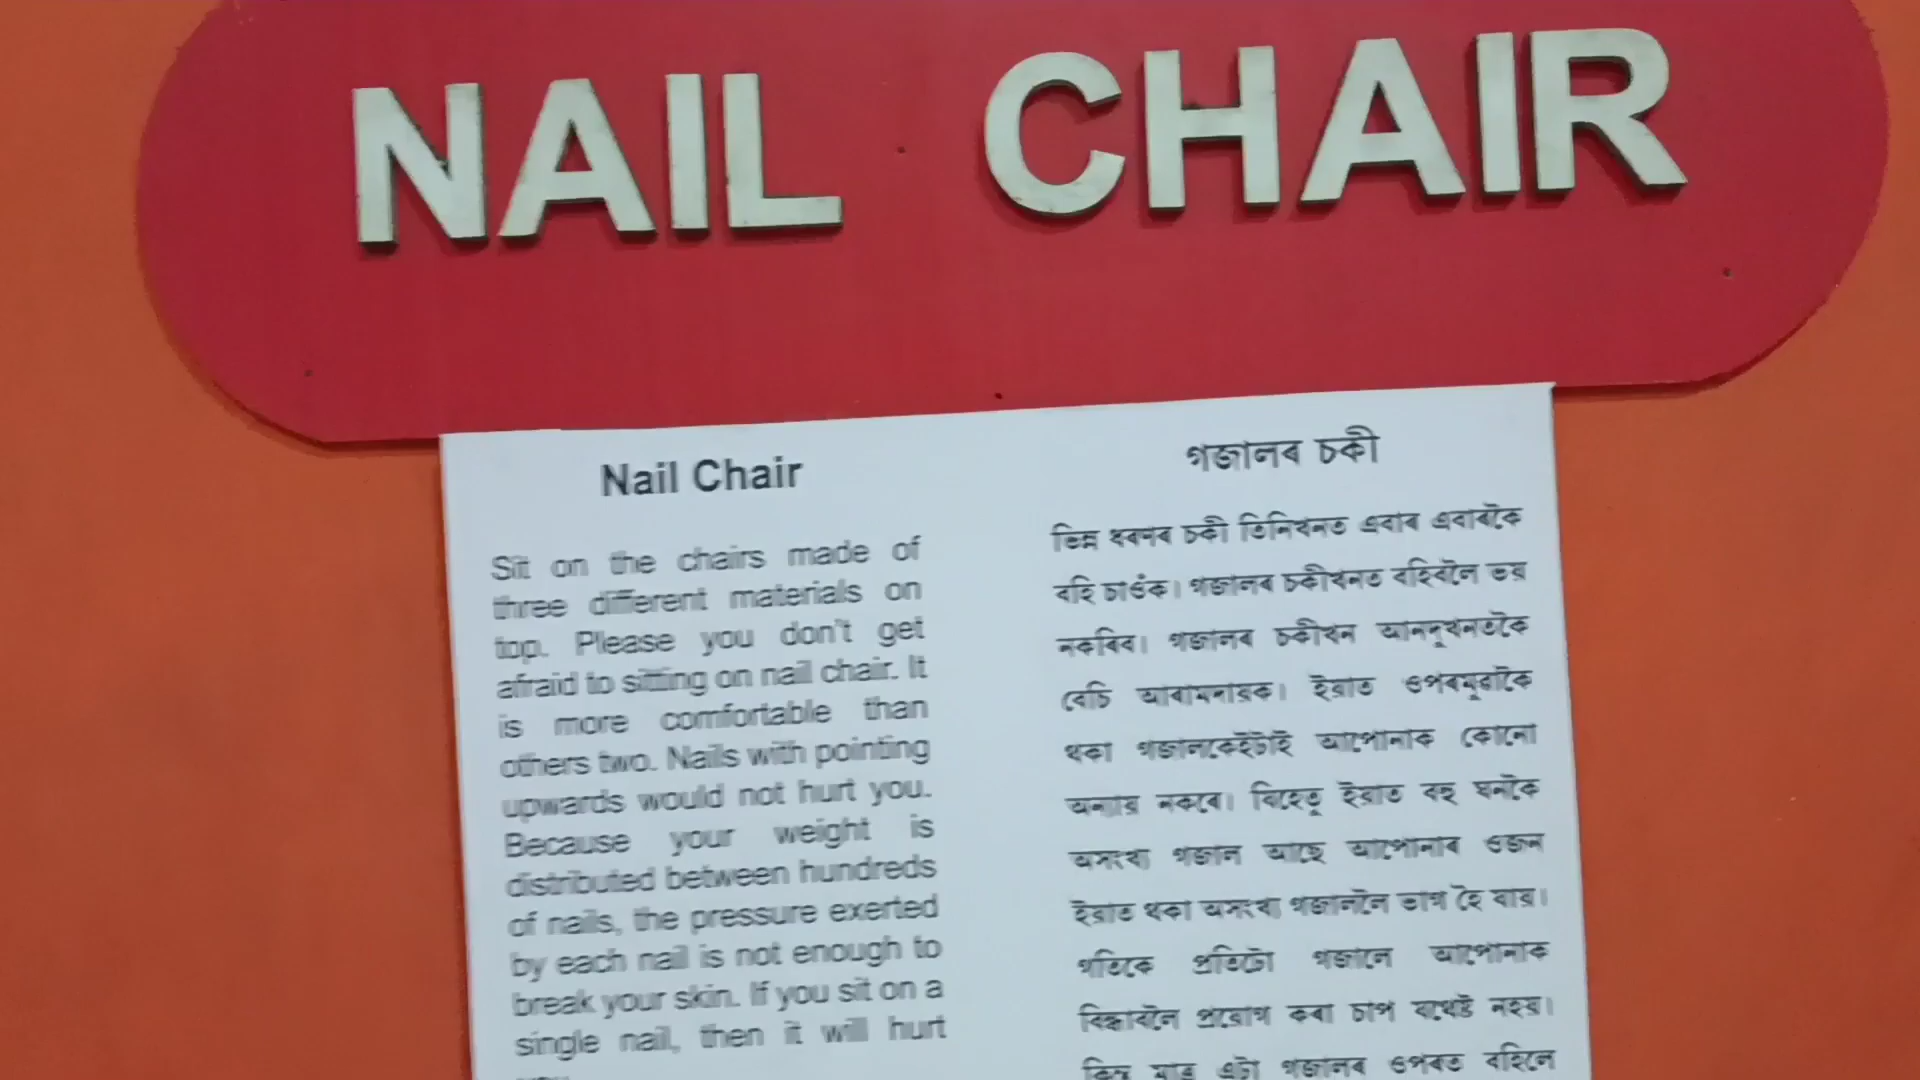 NAIL CHAIR
Nail Chair
Sit on the chairs made of
three different materials on
top. Please you don't get
afraid to sitting on nail chair. It
is more comfortable than
others two. Nails with pointing
upwards would not hurt you.
Because your weight is
distributed between hundreds
of nails, the pressure exerted
by each nail is not enough to
break your skin. If you sit on a
single nail, then it will hurt
গজালৰ চকী
ভিন্ন ধৰণৰ চকী তিনিখনত এবাৰ এবাৰকৈ
বহি চাওঁক। গজালৰ চকীখনত বহিবলৈ ভয়
নকৰিব। গজালৰ চকীখন আনদুখনতকৈ
বেচি আৰামদায়ক। ইয়াত ওপৰমুৱাকৈ
থকা গজালকেইটাই আপোনাক কোনো
অন্যায় নকৰে। যিহেতু ইয়াত বহু ঘনকৈ
অসংখ্য গজাল আছে আপোনাৰ ওজন
ইয়াত থকা অসংখ্য গজাললৈ ভাগ হৈ যায়।
গতিকে প্ৰতিটো গজালে আপোনাক
বিন্ধাবলৈ প্ৰয়োগ কৰা চাপ যথেষ্ট নহয়।
কিন্তু যদি এটা গজালৰ ওপৰত বহিলে